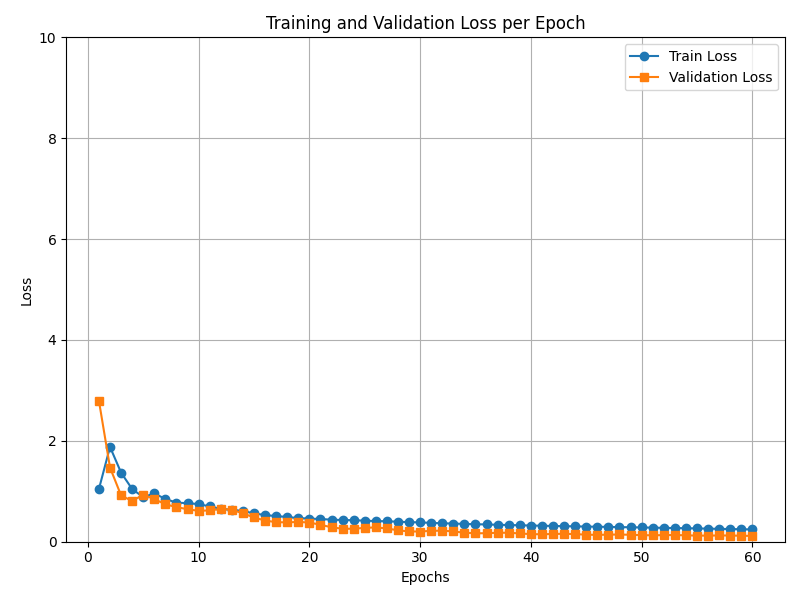 Training and Validation Loss per Epoch
10
8
6
4
2
0
Loss
Train Loss
Validation Loss
0 10 20 30 40 50 60
Epochs